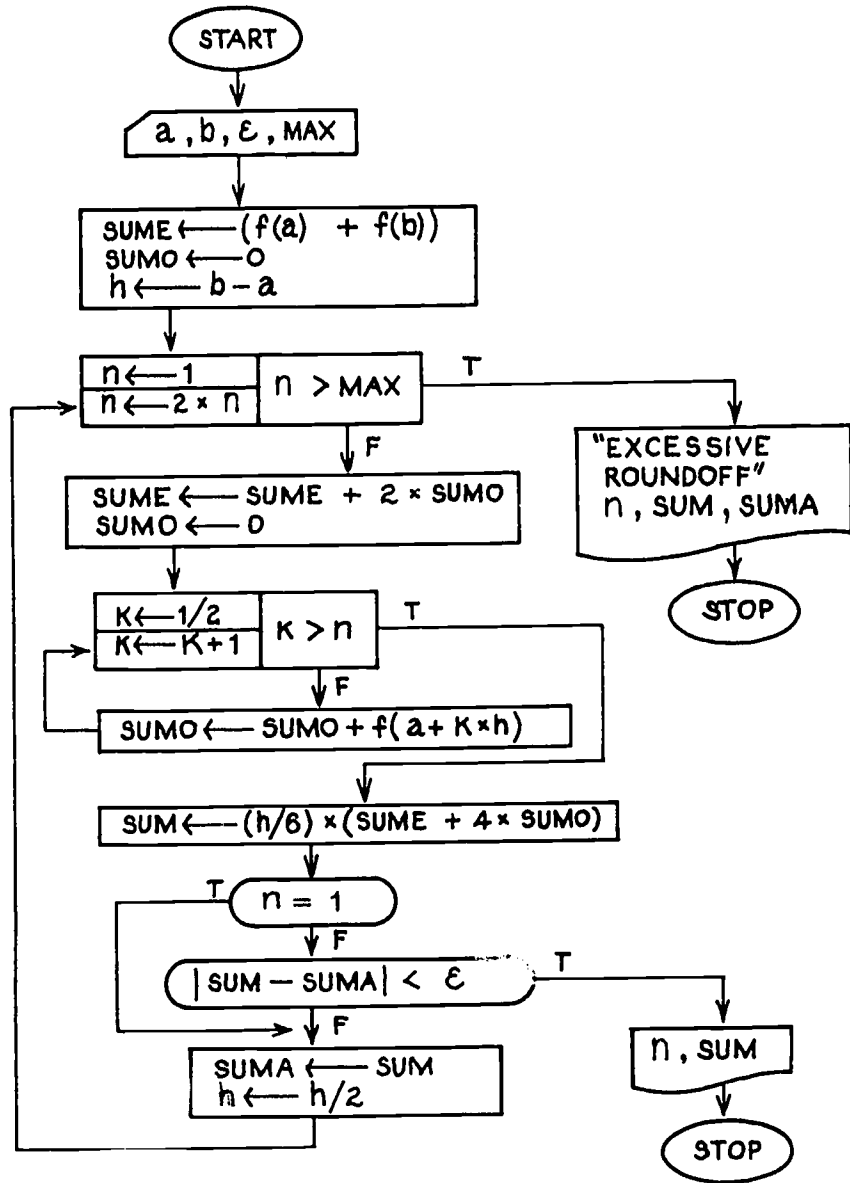 START
a, b, ε, MAX
SUME ← (f(a) + f(b))
SUMO ← 0
h ← b - a
n ← 1
n ← 2 × n
n > MAX
T
F
"EXCESSIVE
ROUNDOFF"
n, SUM, SUMA
STOP
SUME ← SUME + 2 × SUMO
SUMO ← 0
K ← 1/2
K ← K+1
K > n
T
F
SUMO ← SUMO + f(a + K × h)
SUM ← (h/6) × (SUME + 4 × SUMO)
n = 1
T
F
|SUM - SUMA| < ε
T
F
n, SUM
STOP
SUMA ← SUM
h ← h/2